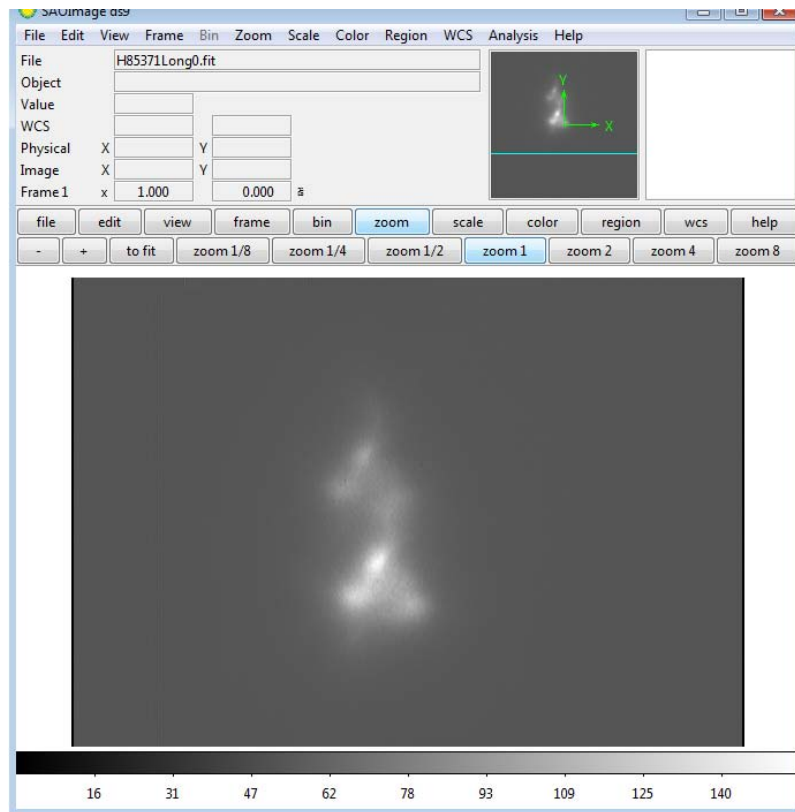 SAOImage ds9
File Edit View Frame Bin Zoom Scale Color Region WCS Analysis Help
File H85371Long0.fit
Object
Value
WCS
Physical X Y
Image X Y
Frame 1 x 1.000 0.000
Y
X
file edit view frame bin zoom scale color region wcs help
- + to fit zoom 1/8 zoom 1/4 zoom 1/2 zoom 1 zoom 2 zoom 4 zoom 8
16 31 47 62 78 93 109 125 140